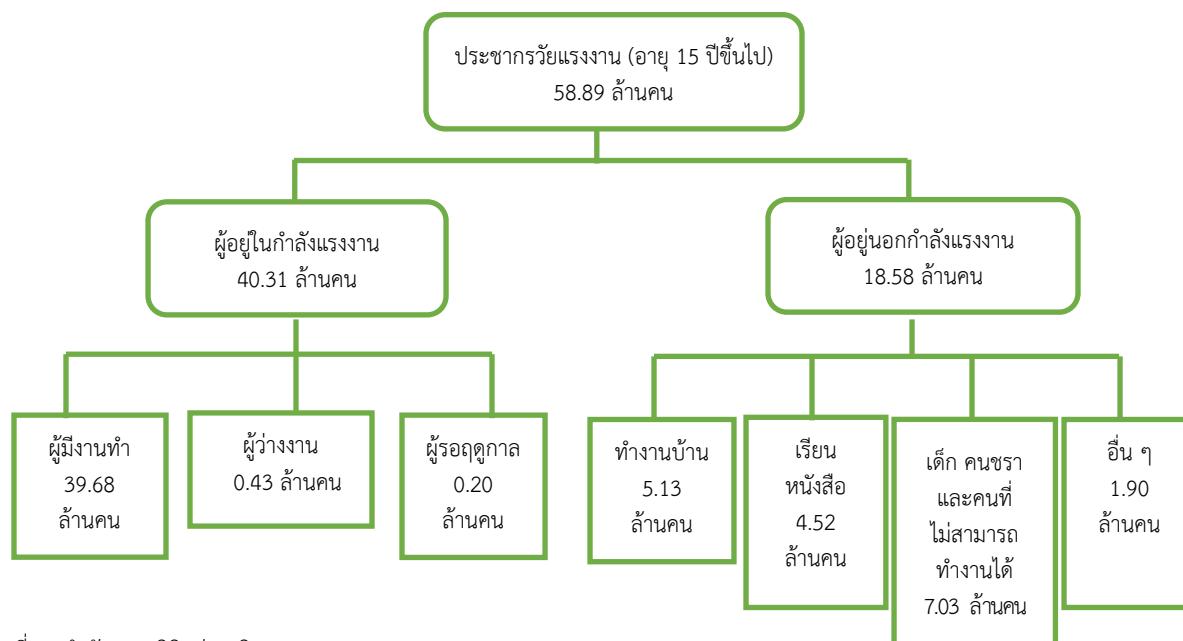 ประชากรวัยแรงงาน (อายุ 15 ปีขึ้นไป)
58.89 ล้านคน
ผู้อยู่ในกำลังแรงงาน
40.31 ล้านคน
ผู้อยู่นอกกำลังแรงงาน
18.58 ล้านคน
ผู้มีงานทำ
39.68
ล้านคน
ผู้ว่างงาน
0.43 ล้านคน
ผู้รอฤดูกาล
0.20
ล้านคน
ทำงานบ้าน
5.13
ล้านคน
เรียน
หนังสือ
4.52
ล้านคน
เด็ก คนชรา
และคนที่
ไม่สามารถ
ทำงานได้
7.03 ล้านคน
อื่น ๆ
1.90
ล้านคน